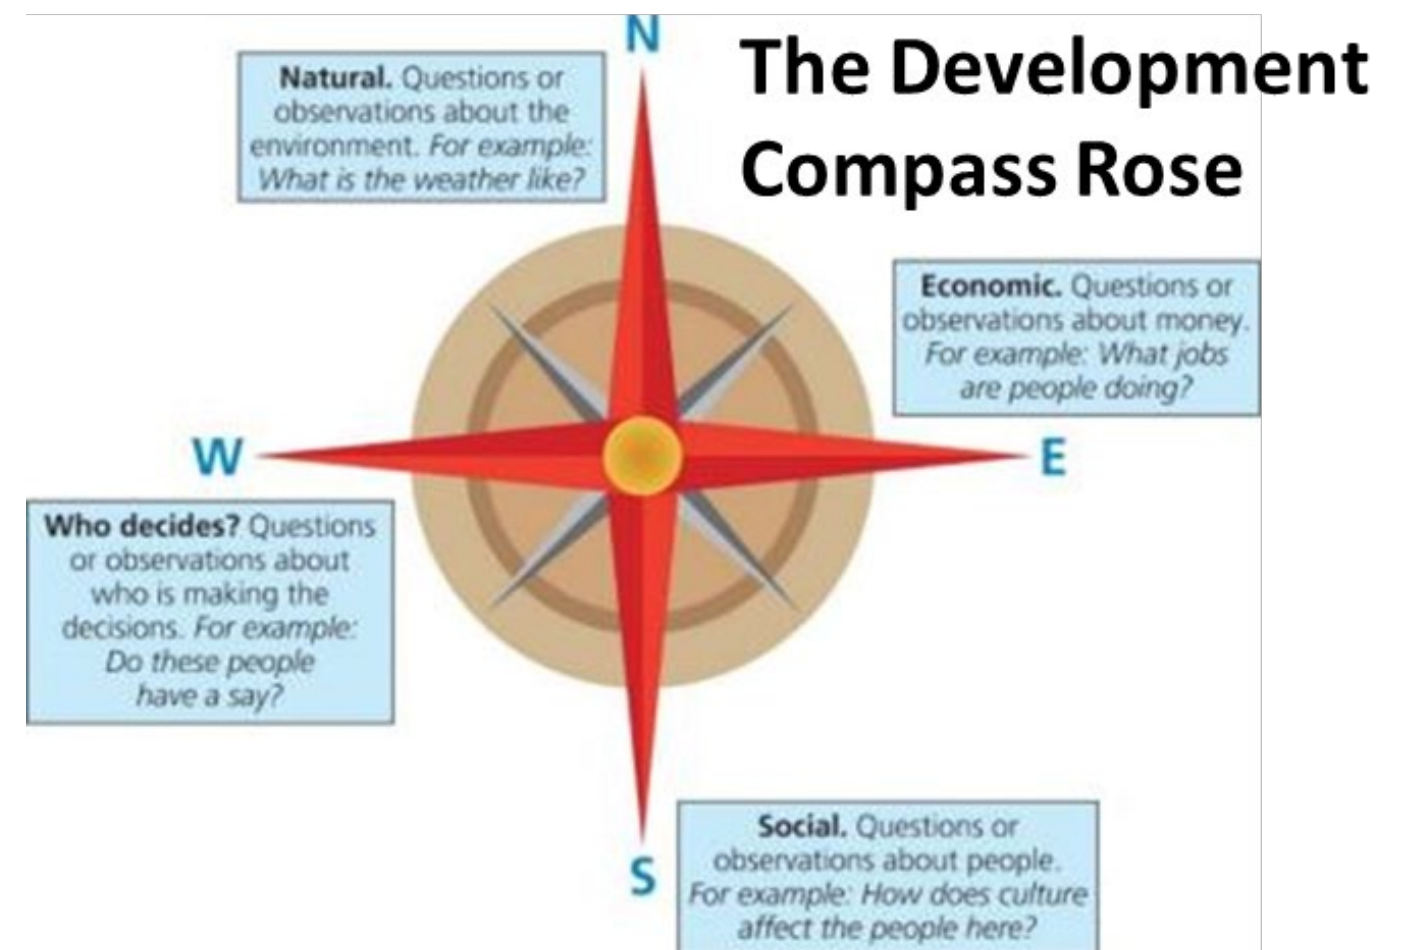 N
The Development
Compass Rose
Natural. Questions or
observations about the
environment. For example:
What is the weather like?
Economic. Questions or
observations about money.
For example: What jobs
are people doing?
W
E
Who decides? Questions
or observations about
who is making the
decisions. For example:
Do these people
have a say?
S
Social. Questions or
observations about people.
For example: How does culture
affect the people here?